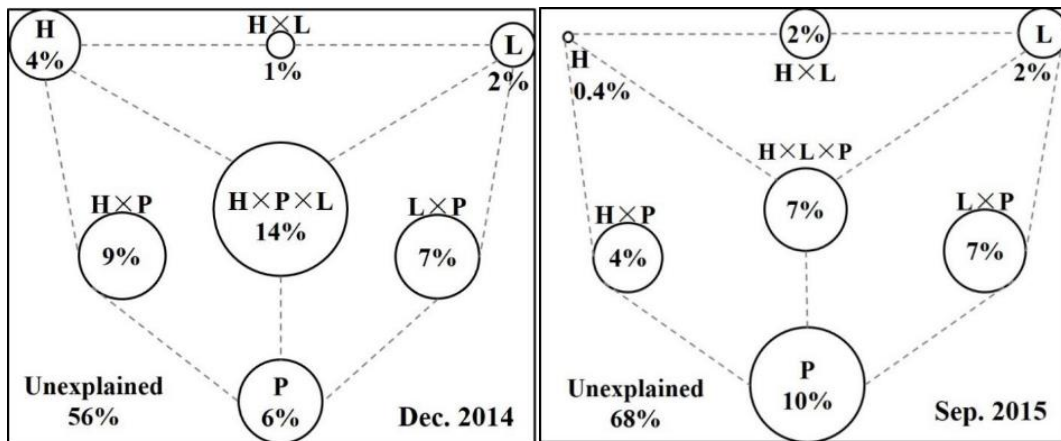 H
4%
H×L
1%
L
2%
H×P
9%
H×P×L
14%
L×P
7%
P
6%
Unexplained
56%
Dec. 2014
H
0.4%
2%
H×L
L
2%
H×L×P
7%
H×P
4%
L×P
7%
P
10%
Unexplained
68%
Sep. 2015